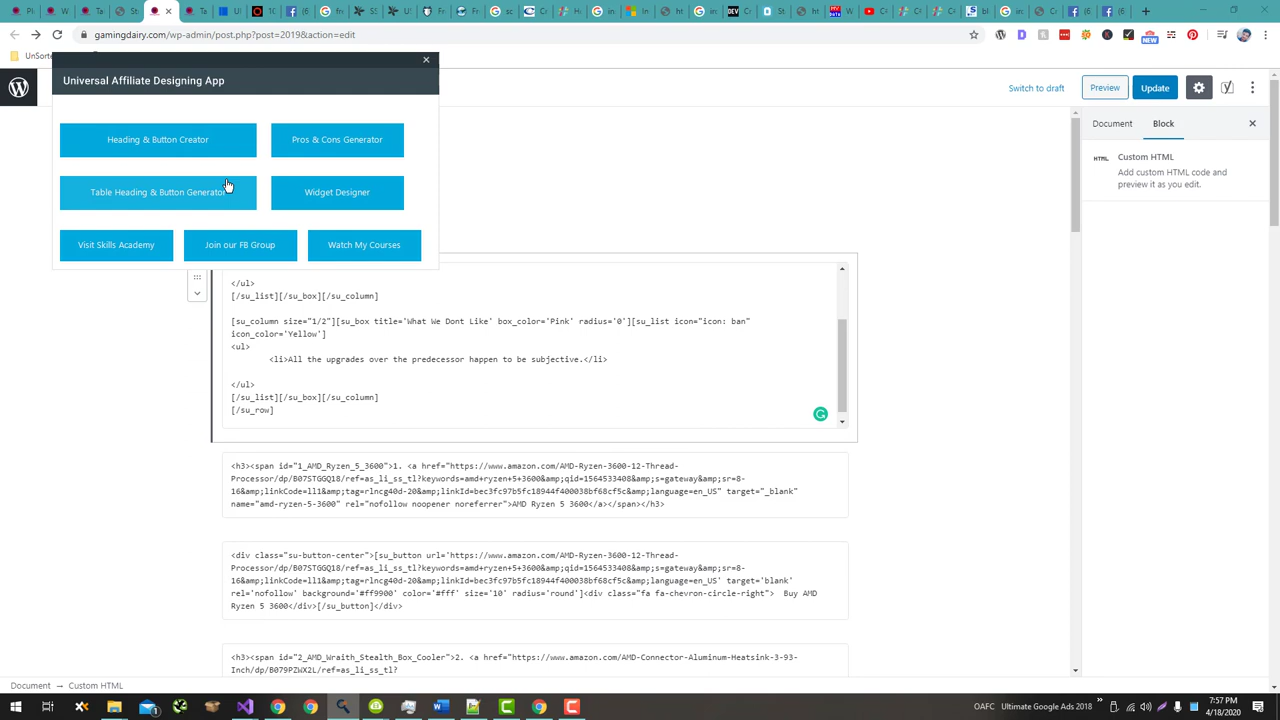 gamingdairy.com/wp-admin/post.php?post=2019&action=edit
NEW
Universal Affiliate Designing App
Heading & Button Creator
Pros & Cons Generator
Table Heading & Button Generator
Widget Designer
Visit Skills Academy
Join our FB Group
Watch My Courses
Switch to draft
Preview
Update
Document
Block
HTML
Custom HTML
Add custom HTML code and
preview it as you edit.
</ul>
[/su_list][/su_box][/su_column]
[su_column size="1/2"][su_box title='What We Dont Like' box_color='Pink' radius='0'][su_list icon="icon: ban"
icon_color='Yellow']
<ul>
<li>All the upgrades over the predecessor happen to be subjective.</li>
</ul>
[/su_list][/su_box][/su_column]
[/su_row]
<h3><span id="1_AMD_Ryzen_5_3600">1. <a href="https://www.amazon.com/AMD-Ryzen-3600-12-Thread-
Processor/dp/B07STGGQ18/ref=as_li_ss_tl?keywords=amd+ryzen+5+3600&amp;qid=1564533408&amp;s=gateway&amp;sr=8-
16&amp;linkCode=ll1&amp;tag=rlncg40d-20&amp;linkId=bec3fc97b5fc18944f400038bf68cf5c&amp;language=en_US" target="_blank"
name="amd-ryzen-5-3600" rel="nofollow noopener noreferrer">AMD Ryzen 5 3600</a></span></h3>
<div class="su-button-center">[su_button url='https://www.amazon.com/AMD-Ryzen-3600-12-Thread-
Processor/dp/B07STGGQ18/ref=as_li_ss_tl?keywords=amd+ryzen+5+3600&amp;qid=1564533408&amp;s=gateway&amp;sr=8-
16&amp;linkCode=ll1&amp;tag=rlncg40d-20&amp;linkId=bec3fc97b5fc18944f400038bf68cf5c&amp;language=en_US' target='blank'
rel='nofollow' background='#ff9900' color='#fff' size='10' radius='round']<div class="fa fa-chevron-circle-right"> Buy AMD
Ryzen 5 3600</div>[/su_button]</div>
<h3><span id="2_AMD_Wraith_Stealth_Box_Cooler">2. <a href="https://www.amazon.com/AMD-Connector-Aluminum-Heatsink-3-93-
Inch/dp/B079PZWX2L/ref=as_li_ss_tl?
Document → Custom HTML
OAFC Ultimate Google Ads 2018
7:57 PM
4/18/2020